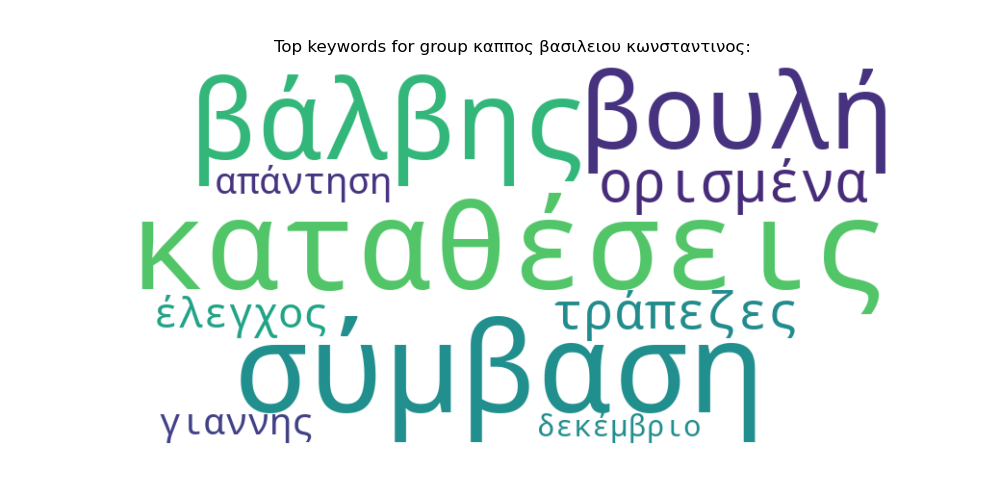 Top keywords for group καππος βασιλειου κωνσταντινος:
βάλβης βουλή
απάντηση ορισμένα
καταθέσεις
έλεγχος τράπεζες
σύμβαση
γιαννης δεκέμβριο